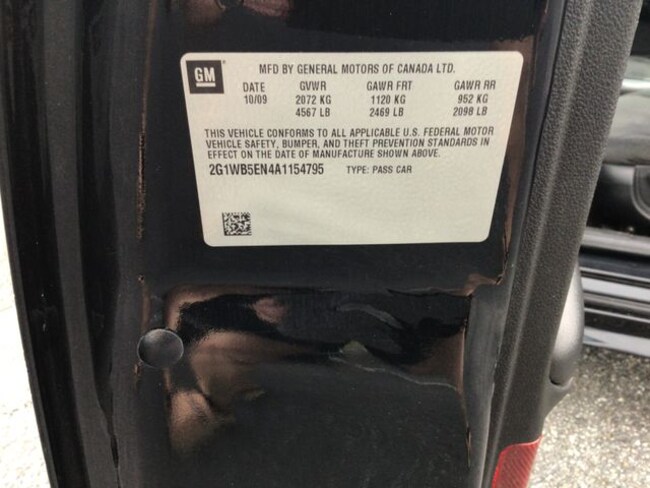 GM
MFD BY GENERAL MOTORS OF CANADA LTD.
DATE GVWR GAWR FRT GAWR RR
10/09 2072 KG 1120 KG 952 KG
4567 LB 2469 LB 2098 LB
THIS VEHICLE CONFORMS TO ALL APPLICABLE U.S. FEDERAL MOTOR
VEHICLE SAFETY, BUMPER, AND THEFT PREVENTION STANDARDS IN
EFFECT ON THE DATE OF MANUFACTURE SHOWN ABOVE.
2G1WB5EN4A1154795 TYPE: PASS CAR